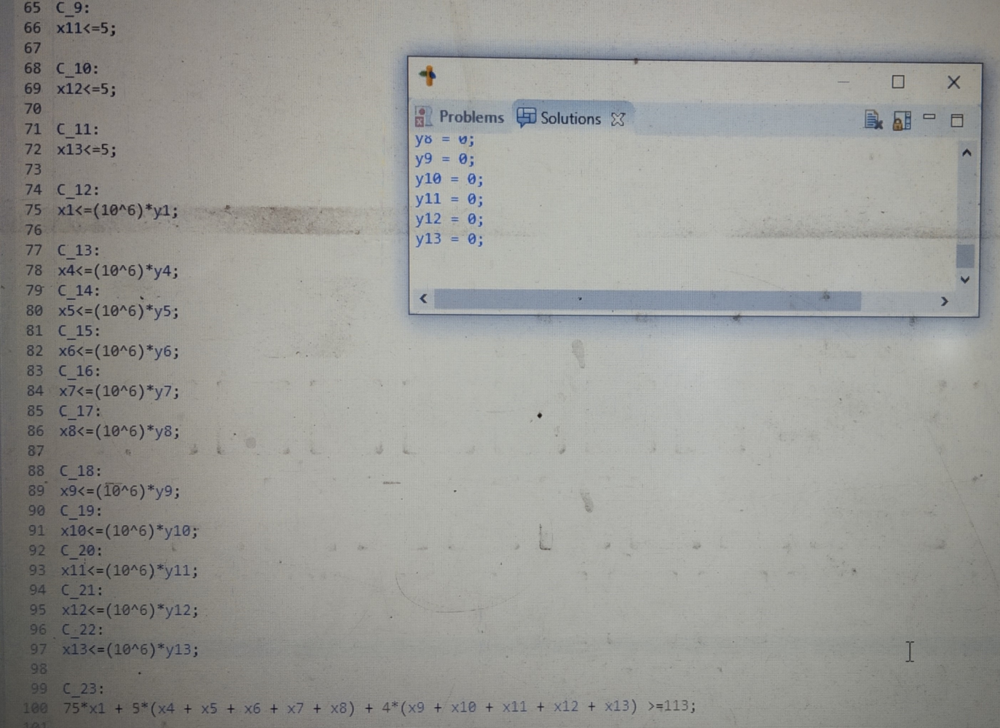 65 C_9:
66 x11<=5;
67
68 C_10:
69 x12<=5;
70
71 C_11:
72 x13<=5;
73
74 C_12:
75 x1<=(10^6)*y1;
76
77 C_13:
78 x4<=(10^6)*y4;
79 C_14:
80 x5<=(10^6)*y5;
81 C_15:
82 x6<=(10^6)*y6;
83 C_16:
84 x7<=(10^6)*y7;
85 C_17:
86 x8<=(10^6)*y8;
87
88 C_18:
89 x9<=(10^6)*y9;
90 C_19:
91 x10<=(10^6)*y10;
92 C_20:
93 x11<=(10^6)*y11;
94 C_21:
95 x12<=(10^6)*y12;
96 C_22:
97 x13<=(10^6)*y13;
98
99 C_23:
100 75*x1 + 5*(x4 + x5 + x6 + x7 + x8) + 4*(x9 + x10 + x11 + x12 + x13) >=113;
101
Problems Solutions
y8 = 0;
y9 = 0;
y10 = 0;
y11 = 0;
y12 = 0;
y13 = 0;